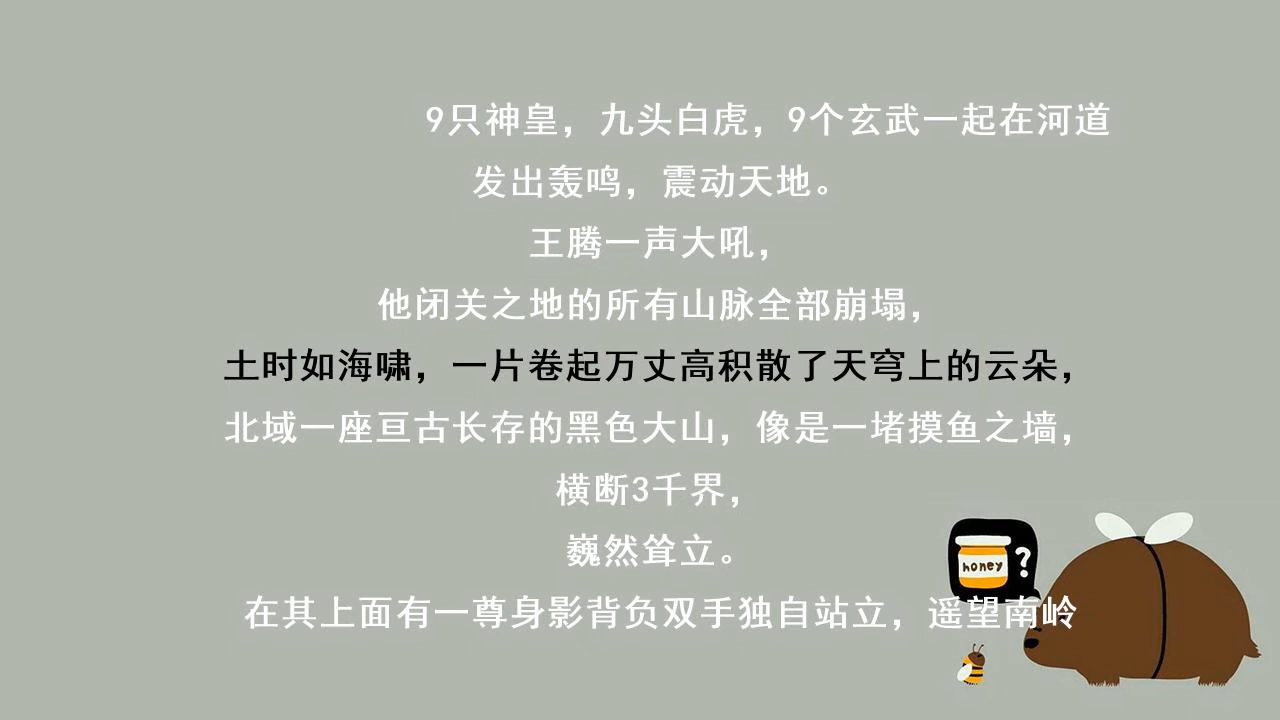 9只神皇，九头白虎，9个玄武一起在河道
发出轰鸣，震动天地。
王腾一声大吼，
他闭关之地的所有山脉全部崩塌，
土时如海啸，一片卷起万丈高积散了天穹上的云朵，
北域一座亘古长存的黑色大山，像是一堵摸鱼之墙，
横断3千界，
巍然耸立。
honey ?
在其上面有一尊身影背负双手独自站立，遥望南岭